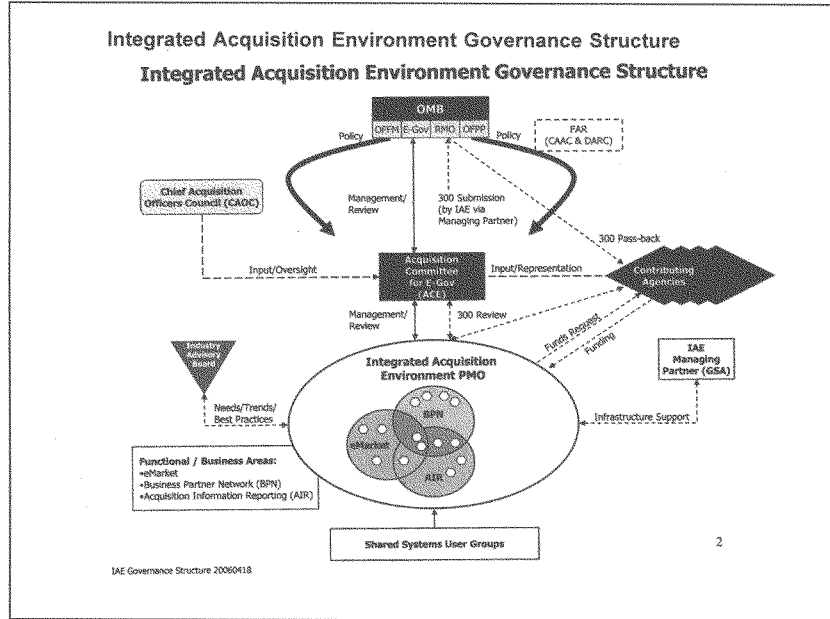 Integrated Acquisition Environment Governance Structure
Integrated Acquisition Environment Governance Structure
OMB
OFFM E-Gov RMO OFPP
Policy
Policy
FAR
(CAAC & DARC)
Chief Acquisition
Officers Council (CAOC)
Management/
Review
300 Submission
(by IAE via
Managing Partner)
300 Pass-back
Input/Oversight
Acquisition
Committee
for E-Gov
(ACE)
Input/Representation
Contributing
Agencies
Management/
Review
300 Review
Funds Request
Funding
Industry
Advisory
Board
Integrated Acquisition
Environment PMO
IAE
Managing
Partner (GSA)
Needs/Trends/
Best Practices
BPN
eMarket
AIR
Infrastructure Support
Functional / Business Areas:
•eMarket
•Business Partner Network (BPN)
•Acquisition Information Reporting (AIR)
Shared Systems User Groups
2
IAE Governance Structure 20060418